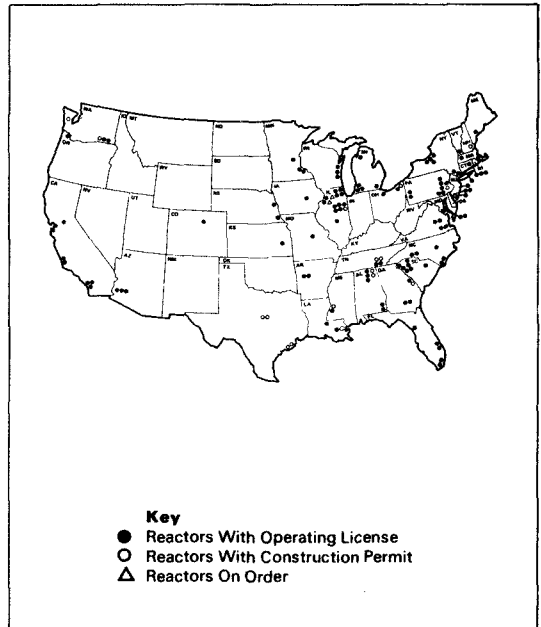 WA
MT
ND
MN
ME
OR
ID
SD
WI
MI
NY
VT
NH
WY
CA
NV
UT
CO
NE
IA
IL
IN
OH
PA
WV
VA
KS
MO
KY
NC
AZ
NM
OK
TX
AR
TN
SC
MS
AL
GA
LA
FL
Key
● Reactors With Operating License
○ Reactors With Construction Permit
△ Reactors On Order